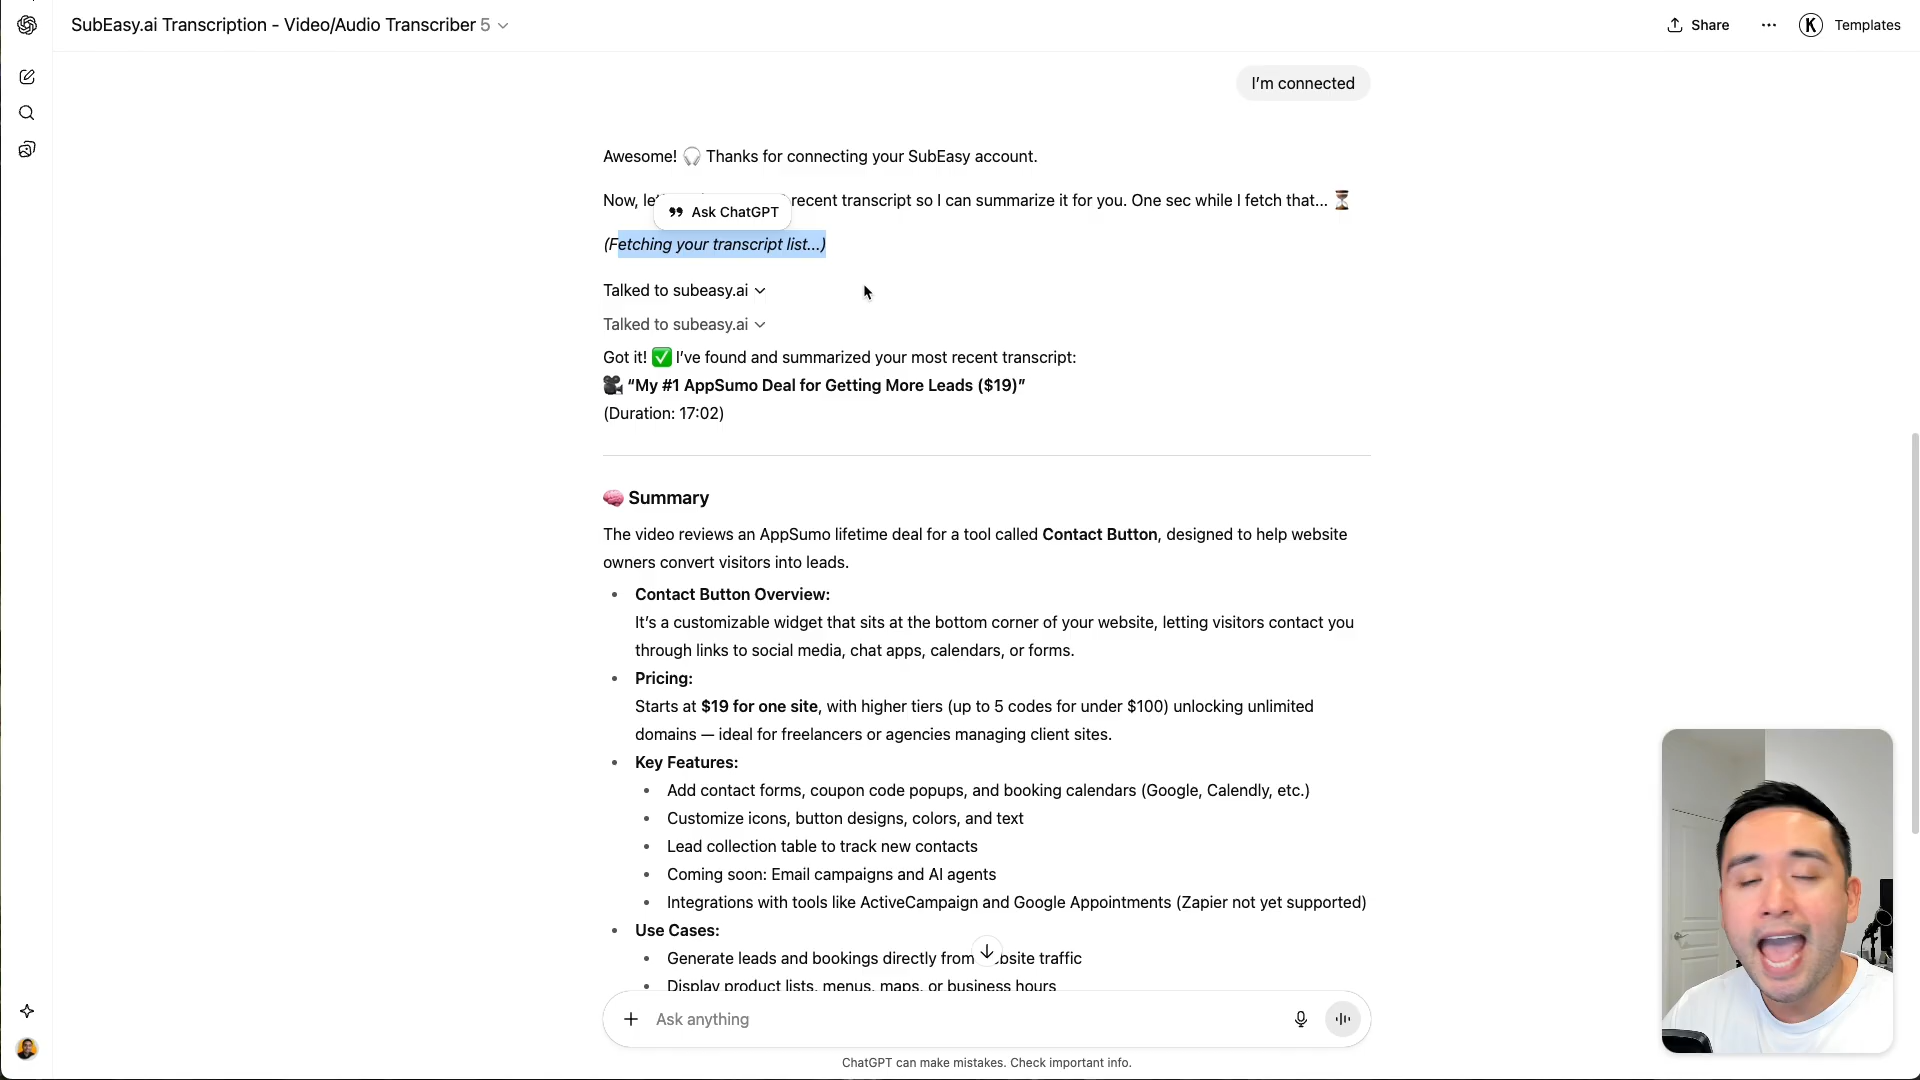 SubEasy.ai Transcription - Video/Audio Transcriber 5
Share
K
Templates
I'm connected
Awesome! 🎧 Thanks for connecting your SubEasy account.
Now, recent transcript so I can summarize it for you. One sec while I fetch that... ⏳
Ask ChatGPT
(Fetching your transcript list...)
Talked to subeasy.ai
Talked to subeasy.ai
Got it! ✅ I've found and summarized your most recent transcript:
🎥 “My #1 AppSumo Deal for Getting More Leads ($19)”
(Duration: 17:02)
🧠 Summary
The video reviews an AppSumo lifetime deal for a tool called Contact Button, designed to help website
owners convert visitors into leads.
• Contact Button Overview:
It's a customizable widget that sits at the bottom corner of your website, letting visitors contact you
through links to social media, chat apps, calendars, or forms.
• Pricing:
Starts at $19 for one site, with higher tiers (up to 5 codes for under $100) unlocking unlimited
domains — ideal for freelancers or agencies managing client sites.
• Key Features:
• Add contact forms, coupon code popups, and booking calendars (Google, Calendly, etc.)
• Customize icons, button designs, colors, and text
• Lead collection table to track new contacts
• Coming soon: Email campaigns and AI agents
• Integrations with tools like ActiveCampaign and Google Appointments (Zapier not yet supported)
• Use Cases:
• Generate leads and bookings directly from bsite traffic
• Display product lists, menus, maps, or business hours
Ask anything
ChatGPT can make mistakes. Check important info.